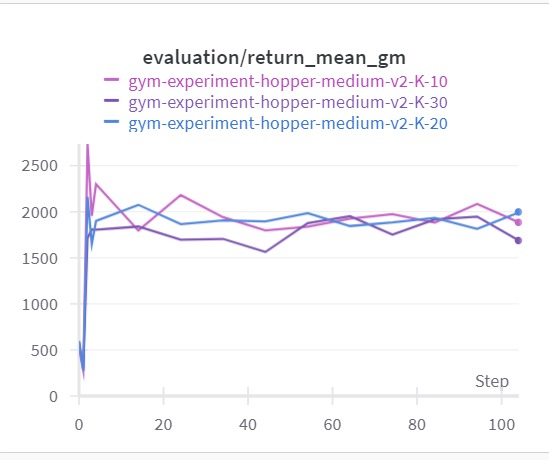 evaluation/return_mean_gm
gym-experiment-hopper-medium-v2-K-10
gym-experiment-hopper-medium-v2-K-30
gym-experiment-hopper-medium-v2-K-20
2500
2000
1500
1000
500
0
Step
0 20 40 60 80 100